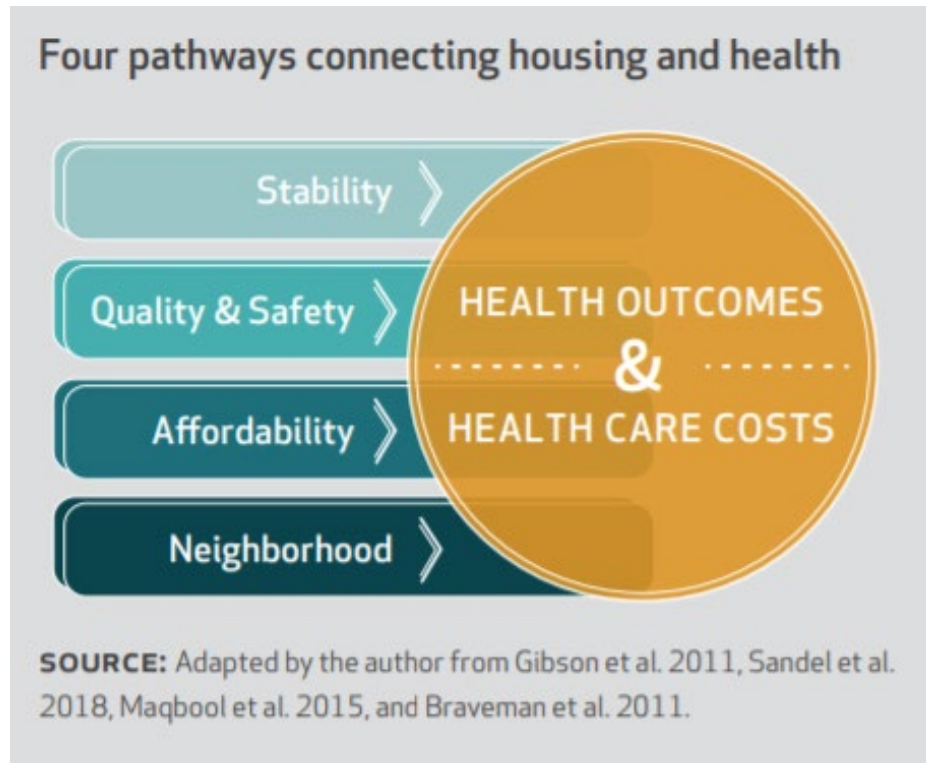 Four pathways connecting housing and health
Stability
Quality & Safety
Affordability
Neighborhood
HEALTH OUTCOMES
&
HEALTH CARE COSTS
SOURCE: Adapted by the author from Gibson et al. 2011, Sandel et al.
2018, Maqbool et al. 2015, and Braveman et al. 2011.